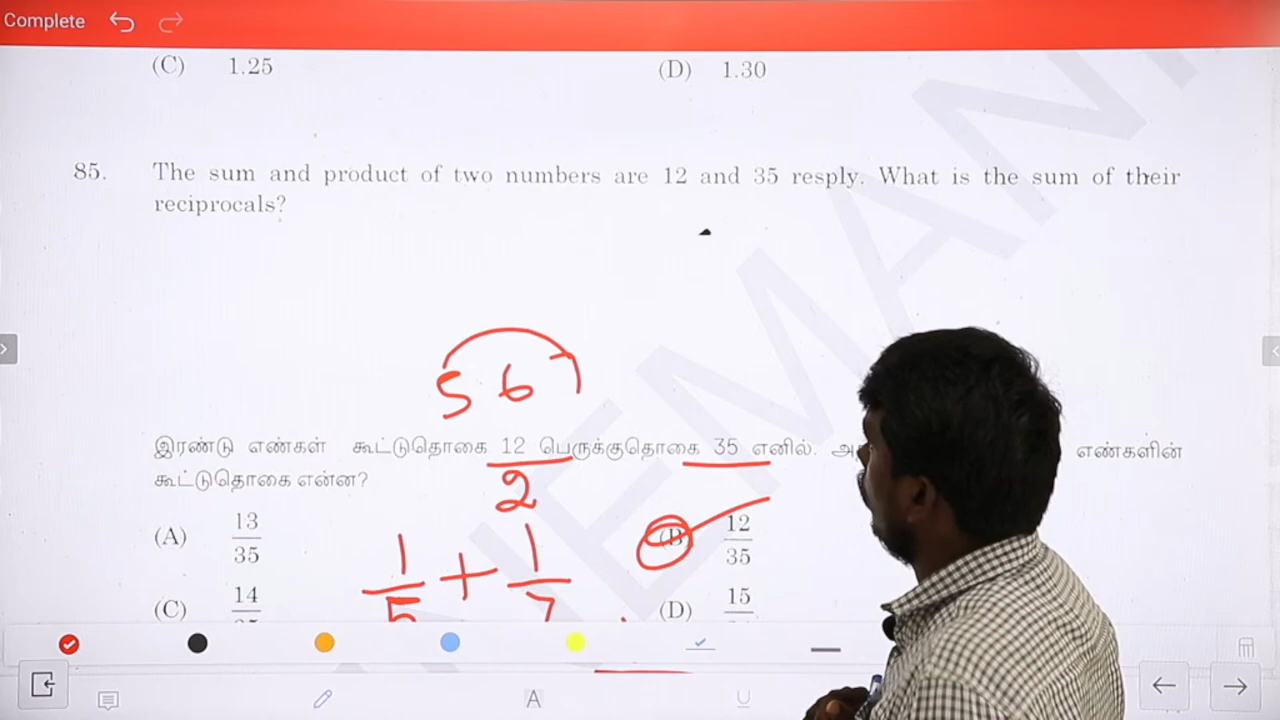 Complete
(C) 1.25 (D) 1.30
85. The sum and product of two numbers are 12 and 35 resply. What is the sum of their
reciprocals?
5 6 7
இரண்டு எண்கள் கூட்டுதொகை 12 பெருக்குதொகை 35 எனில். எண்களின்
கூட்டுதொகை என்ன?
2
(A) 13/35 (B) 12/35
1/5 + 1/7
(C) 14 (D) 15
A U